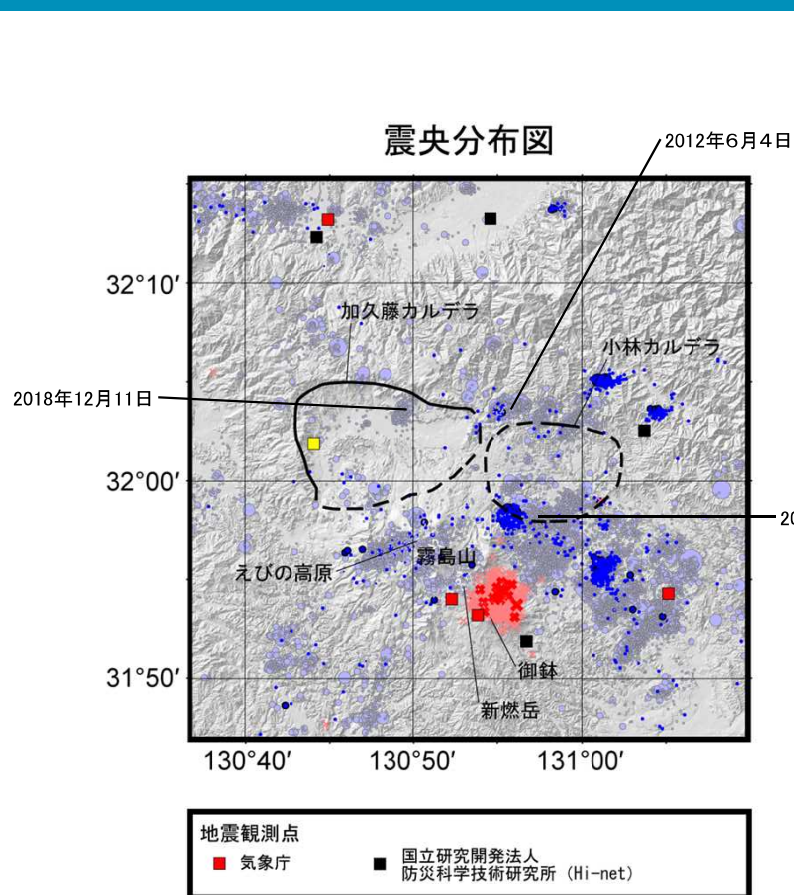 震央分布図
2012年6月4日
32°10′
加久藤カルデラ
小林カルデラ
2018年12月11日
32°00′
20
霧島山
えびの高原
御鉢
31°50′
新燃岳
130°40′
130°50′
131°00′
地震観測点
気象庁
国立研究開発法人
防災科学技術研究所 (Hi-net)